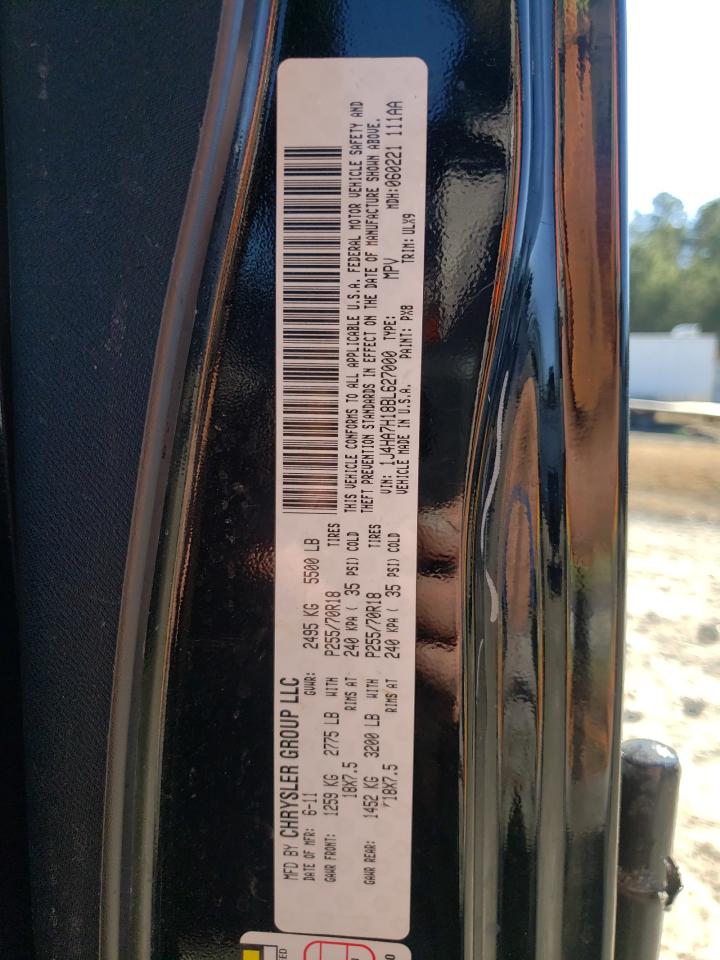 MFD BY CHRYSLER GROUP LLC
DATE OF MFR: 6-11 GVWR: 2495 KG 5500 LB
GAWR FRONT: 1259 KG 2775 LB WITH P255/70R18 TIRES
18X7.5 RIMS AT 240 KPA ( 35 PSI) COLD
GAWR REAR: 1452 KG 3200 LB WITH P255/70R18 TIRES
18X7.5 RIMS AT 240 KPA ( 35 PSI) COLD
THIS VEHICLE CONFORMS TO ALL APPLICABLE U.S.A. FEDERAL MOTOR VEHICLE SAFETY AND
THEFT PREVENTION STANDARDS IN EFFECT ON THE DATE OF MANUFACTURE SHOWN ABOVE.
VIN: 1J4HA7H18BL627000 TYPE: MPV MDH:060221 111AA
VEHICLE MADE IN U.S.A. PAINT: PX8 TRIM: ULX9